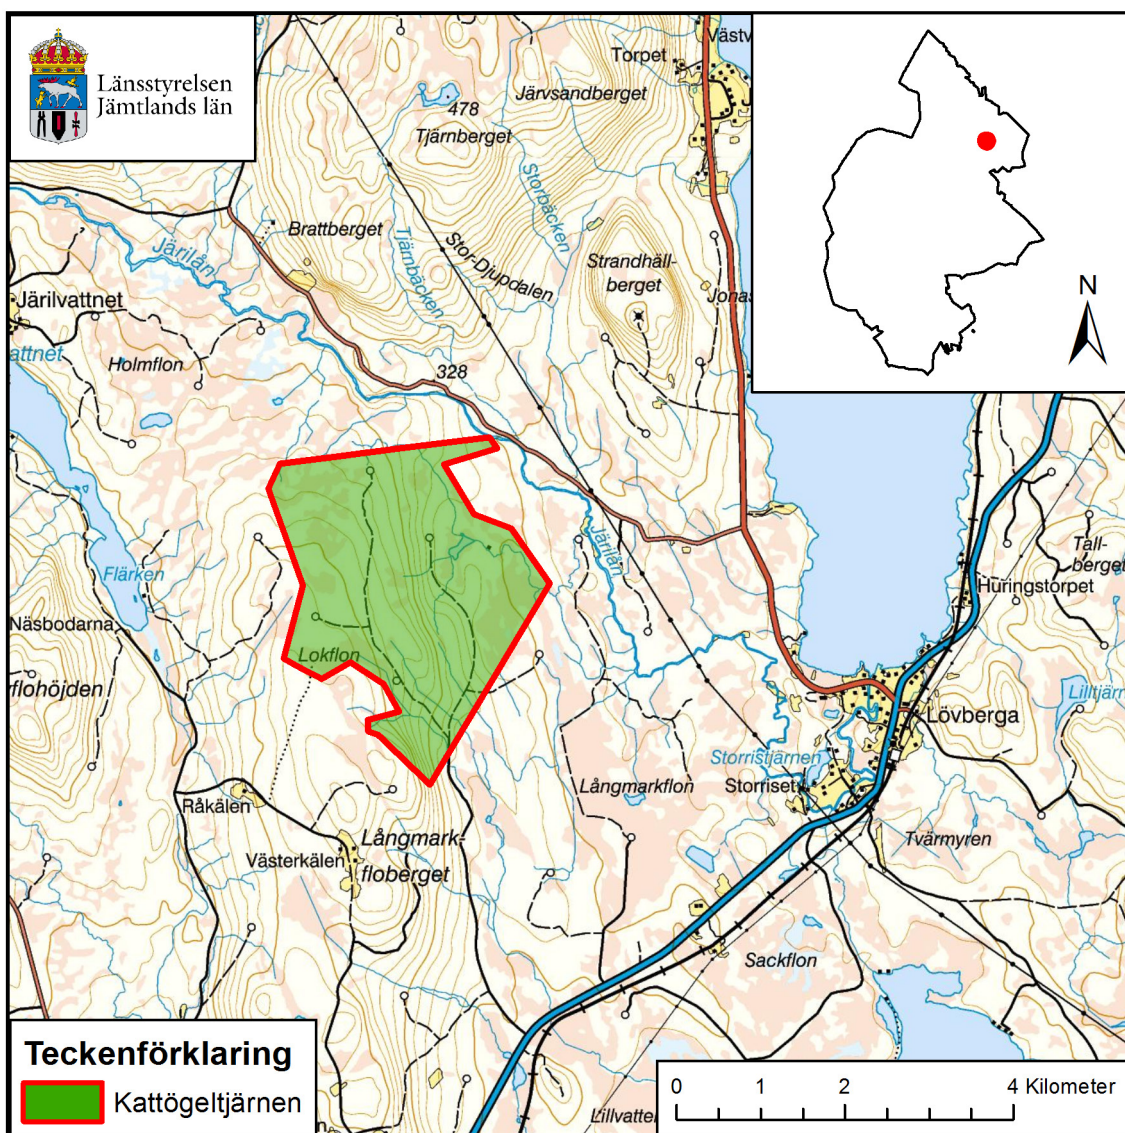 Länsstyrelsen
Jämtlands län
Torpet
Västv
478
Tjärnberget
Järvsandberget
Storbäcken
Brattberget
Järilån
Tjärnbäcken
Stor-Djupdalen
Strandhäll-
berget
Jonas
N
Järilvattnet
attnet
Holmflon
328
Flärken
Järilån
Tall-
berget
Huringstorpet
Näsbodarna
rflohöjden
Lokflon
Lilltjärn
Lövberga
Storristjärnen
Storriset
Långmarkflon
Råkälen
Västerkälen
Långmark-
floberget
Tvärmyren
Sackflon
Lillvatte
Teckenförklaring
Kattögeltjärnen
0 1 2 4 Kilometer